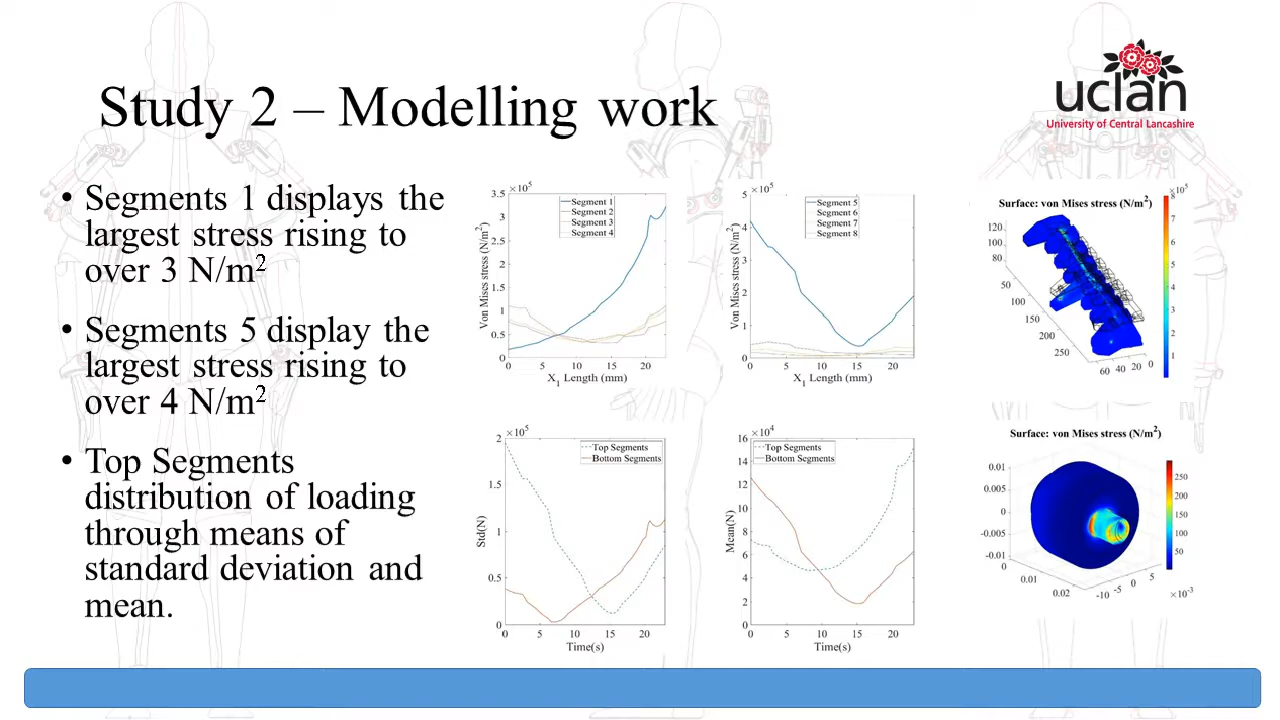 Study 2 – Modelling work
uclan
University of Central Lancashire
• Segments 1 displays the
largest stress rising to
over 3 N/m²
• Segments 5 display the
largest stress rising to
over 4 N/m²
• Top Segments
distribution of loading
through means of
standard deviation and
mean.
×10⁵
3.5
3
2.5
2
1.5
1
0.5
0
Von Mises stress (N/m²)
Segment 1
Segment 2
Segment 3
Segment 4
0 5 10 15 20
X₁ Length (mm)
×10⁵
5
4
3
2
1
0
Von Mises stress (N/m²)
Segment 5
Segment 6
Segment 7
Segment 8
0 5 10 15 20
X₁ Length (mm)
Surface: von Mises stress (N/m²)
×10⁵
120
100
80
50
100
150
200
250
60 40 20 0
8
7
6
5
4
3
2
1
×10⁵
2
1.5
1
0.5
0
Std(N)
Top Segments
Bottom Segments
0 5 10 15 20
Time(s)
×10⁴
16
14
12
10
8
6
4
2
0
Mean(N)
Top Segments
Bottom Segments
0 5 10 15 20
Time(s)
Surface: von Mises stress (N/m²)
0.01
0.005
0
-0.005
-0.01
0
0.01
0.02
-10 -5 0 5
×10⁻³
250
200
150
100
50